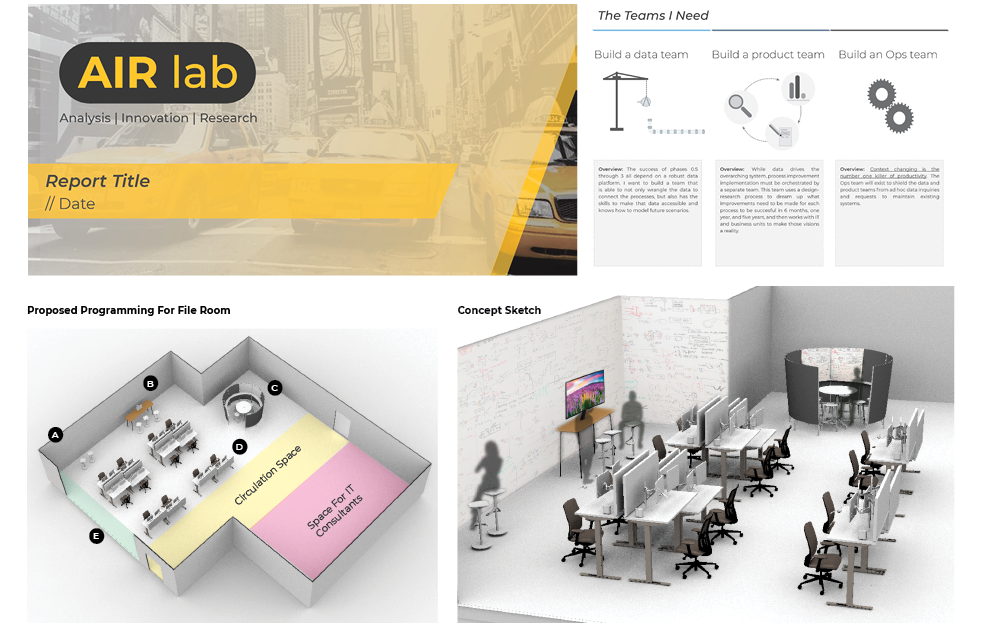 AIR lab
Analysis | Innovation | Research
Report Title
// Date
The Teams I Need
Build a data team
Build a product team
Build an Ops team
Overview: The success of phases 0.5
through 3 all depend on a robust data
platform. I want to build a team that
is able to not only wrangle the data to
connect the processes, but also has the
skills to make that data accessible and
knows how to model future scenarios.
Overview: While data drives the
overarching system, process improvement
implementation must be orchestrated by
a separate team. This team uses a design-
research process to dream up what
improvements need to be made for each
process to be succesful in 6 months, one
year, and five years, and then works with IT
and business units to make those visions
a reality.
Overview: Context changing is the
number one killer of productivity. The
Ops team will exist to shield the data and
product teams from ad hoc data inquiries
and requests to maintain existing
systems.
Proposed Programming For File Room
A
B
C
D
E
Circulation Space
Space For IT
Consultants
Concept Sketch